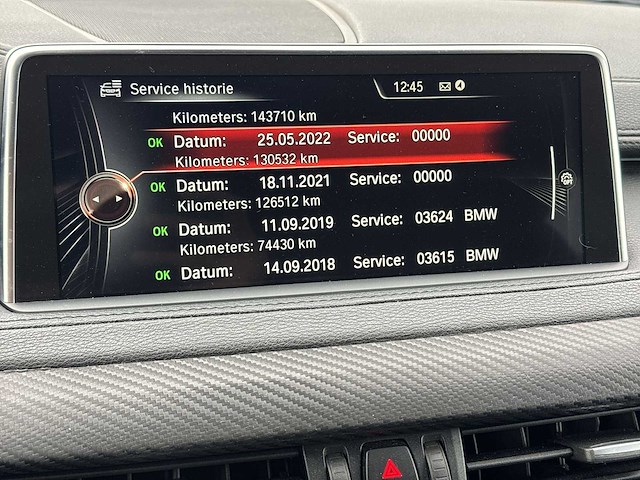 Service historie
12:45
4
Kilometers: 143710 km
OK Datum: 25.05.2022 Service: 00000
Kilometers: 130532 km
OK Datum: 18.11.2021 Service: 00000
Kilometers: 126512 km
OK Datum: 11.09.2019 Service: 03624 BMW
Kilometers: 74430 km
OK Datum: 14.09.2018 Service: 03615 BMW